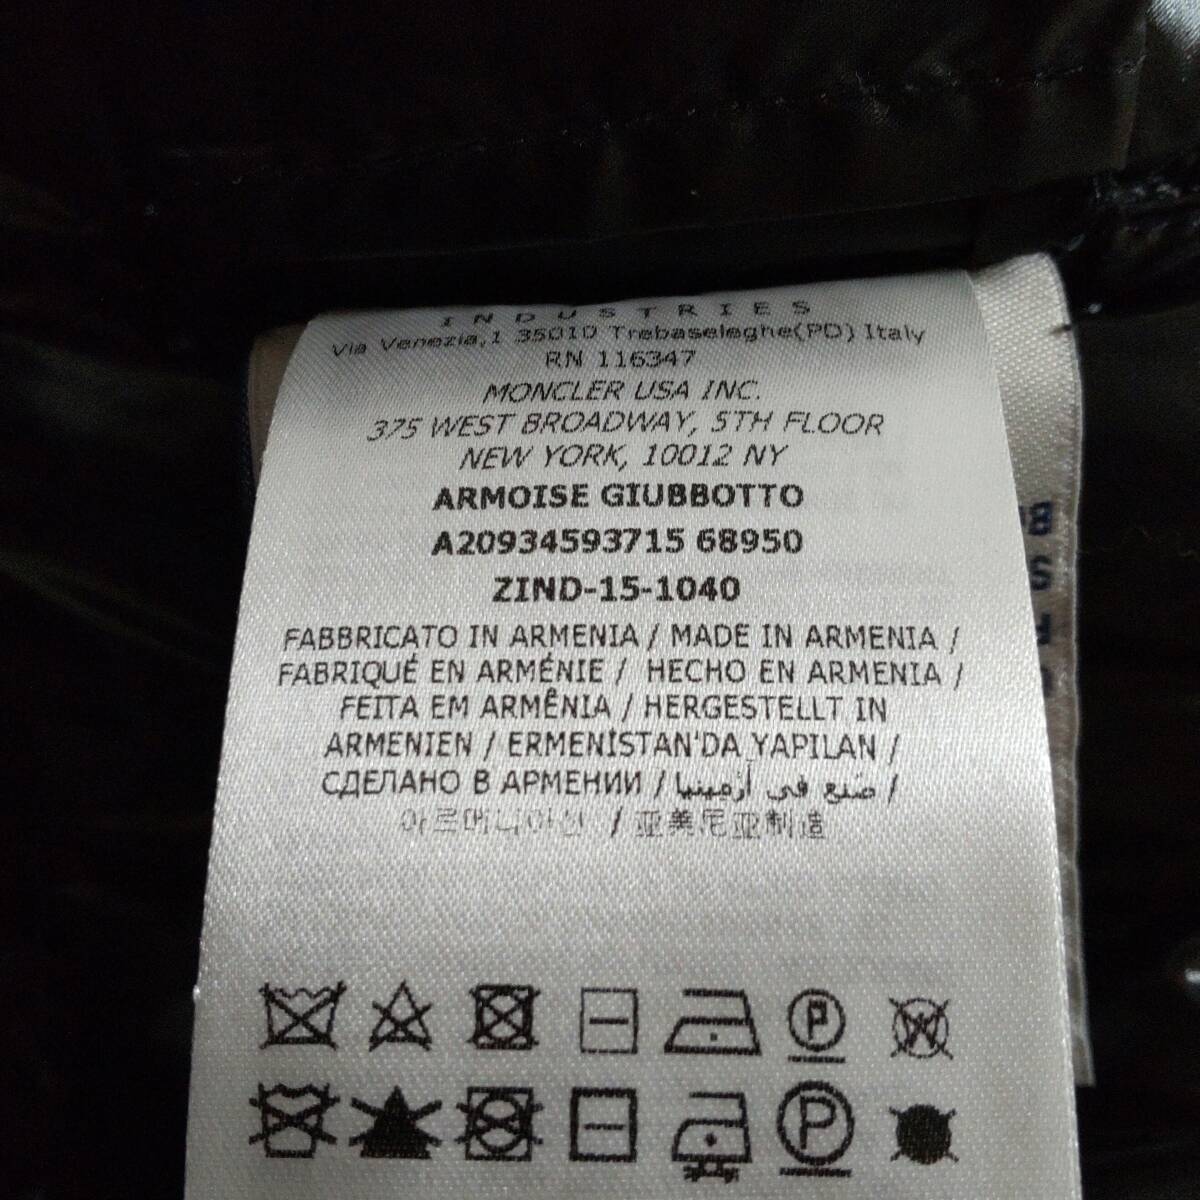 INDUSTRIES
Via Venezia,1 35010 Trebaseleghe(PD) Italy
RN 116347
MONCLER USA INC.
375 WEST BROADWAY, 5TH FLOOR
NEW YORK, 10012 NY
ARMOISE GIUBBOTTO
A20934593715 68950
ZIND-15-1040
FABBRICATO IN ARMENIA / MADE IN ARMENIA /
FABRIQUÉ EN ARMÉNIE / HECHO EN ARMENIA /
FEITA EM ARMÊNIA / HERGESTELLT IN
ARMENIEN / ERMENİSTAN'DA YAPILAN /
СДЕЛАНО В АРМЕНИИ / صنع في أرمينيا /
아르메니아산 / 亚美尼亚制造
P
W
P